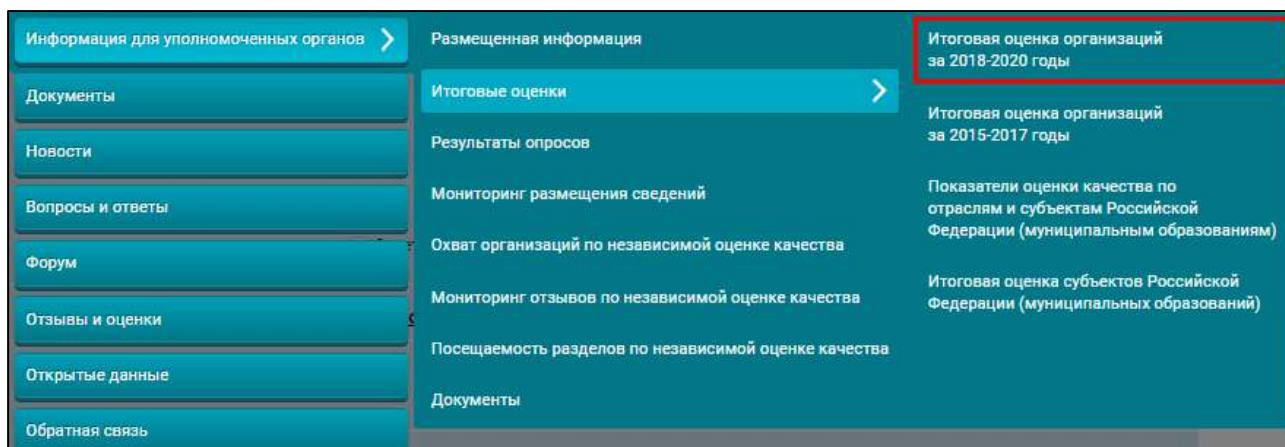 Информация для уполномоченных органов
Документы
Новости
Вопросы и ответы
Форум
Отзывы и оценки
Открытые данные
Обратная связь
Размещенная информация
Итоговые оценки
Результаты опросов
Мониторинг размещения сведений
Охват организаций по независимой оценке качества
Мониторинг отзывов по независимой оценке качества
Посещаемость разделов по независимой оценке качества
Документы
Итоговая оценка организаций
за 2018-2020 годы
Итоговая оценка организаций
за 2015-2017 годы
Показатели оценки качества по
отраслям и субъектам Российской
Федерации (муниципальным образованиям)
Итоговая оценка субъектов Российской
Федерации (муниципальных образований)